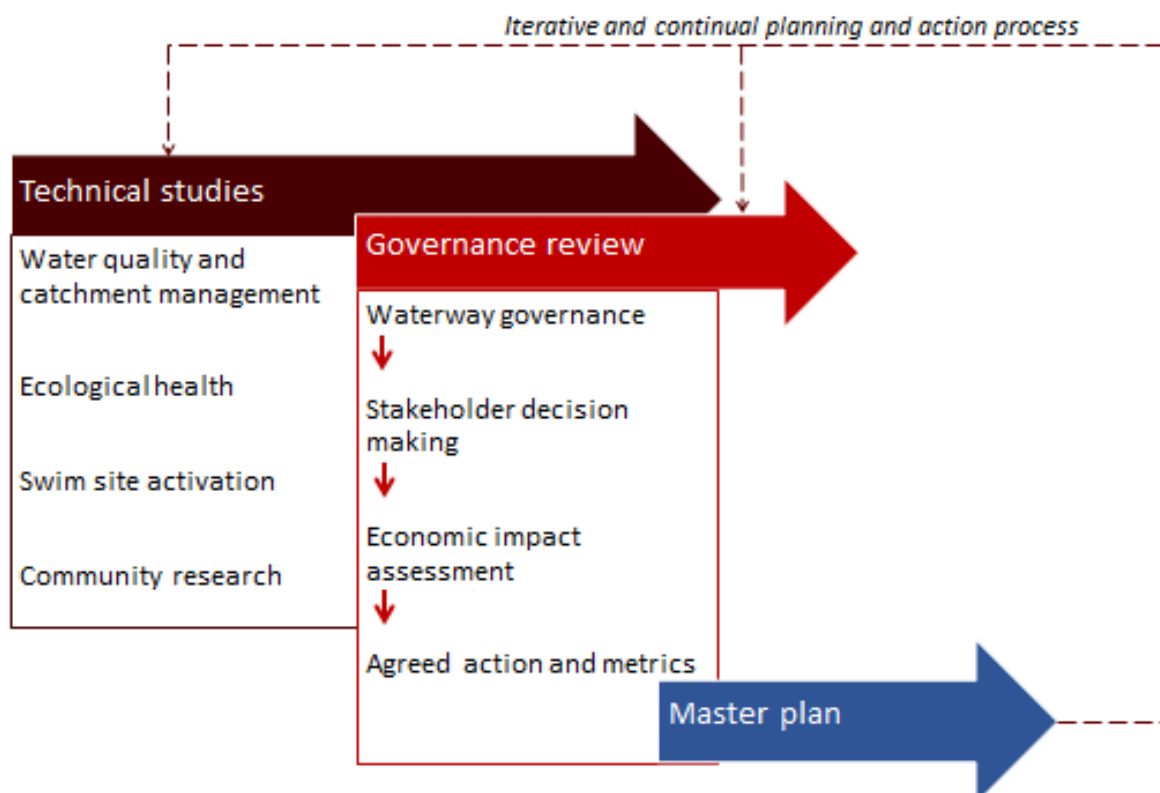 Iterative and continual planning and action process
Technical studies
Water quality and
catchment management
Ecological health
Swim site activation
Community research
Governance review
Waterway governance
Stakeholder decision
making
Economic impact
assessment
Agreed action and metrics
Master plan